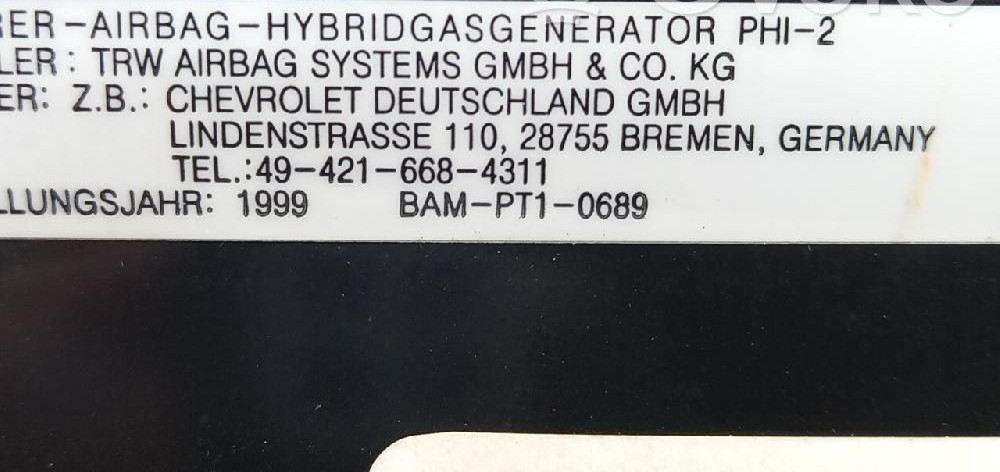 RER-AIRBAG-HYBRIDGASGENERATOR PHI-2
LER: TRW AIRBAG SYSTEMS GMBH & CO. KG
ER: Z.B.: CHEVROLET DEUTSCHLAND GMBH
LINDENSTRASSE 110, 28755 BREMEN, GERMANY
TEL.:49-421-668-4311
LLUNGSJAHR: 1999 BAM-PT1-0689